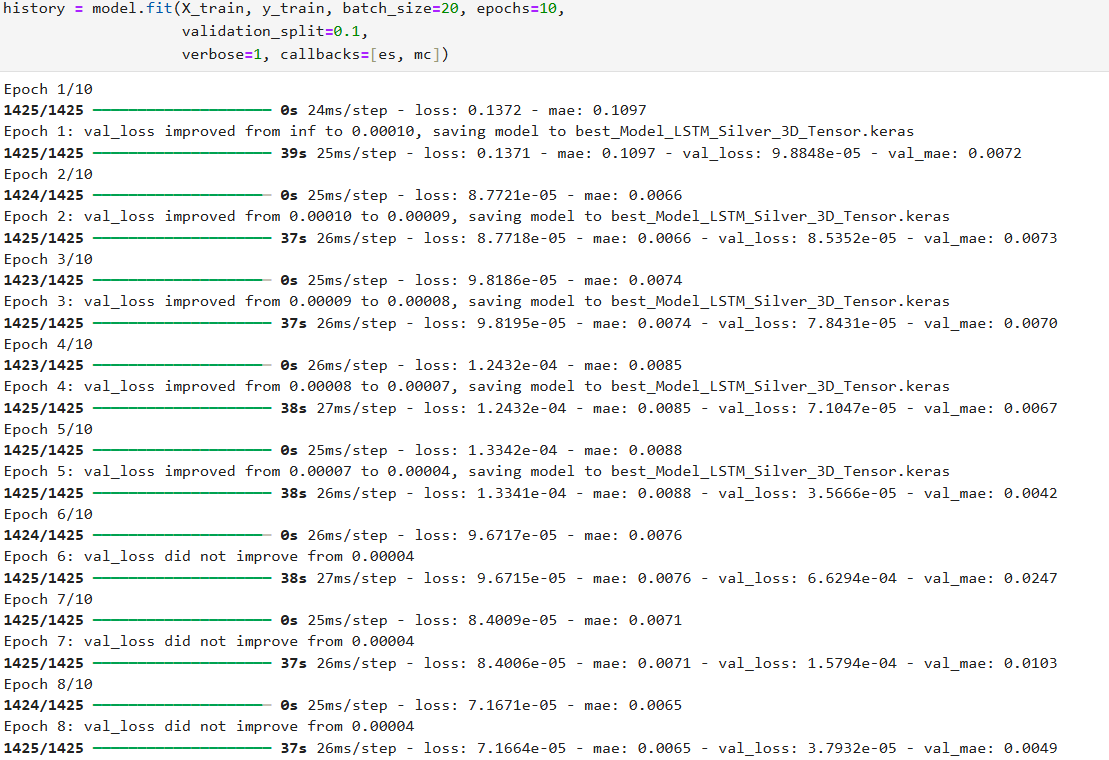 history = model.fit(X_train, y_train, batch_size=20, epochs=10,
validation_split=0.1,
verbose=1, callbacks=[es, mc])
Epoch 1/10
1425/1425 0s 24ms/step - loss: 0.1372 - mae: 0.1097
Epoch 1: val_loss improved from inf to 0.00010, saving model to best_Model_LSTM_Silver_3D_Tensor.keras
1425/1425 39s 25ms/step - loss: 0.1371 - mae: 0.1097 - val_loss: 9.8848e-05 - val_mae: 0.0072
Epoch 2/10
1424/1425 0s 25ms/step - loss: 8.7721e-05 - mae: 0.0066
Epoch 2: val_loss improved from 0.00010 to 0.00009, saving model to best_Model_LSTM_Silver_3D_Tensor.keras
1425/1425 37s 26ms/step - loss: 8.7718e-05 - mae: 0.0066 - val_loss: 8.5352e-05 - val_mae: 0.0073
Epoch 3/10
1423/1425 0s 25ms/step - loss: 9.8186e-05 - mae: 0.0074
Epoch 3: val_loss improved from 0.00009 to 0.00008, saving model to best_Model_LSTM_Silver_3D_Tensor.keras
1425/1425 37s 26ms/step - loss: 9.8195e-05 - mae: 0.0074 - val_loss: 7.8431e-05 - val_mae: 0.0070
Epoch 4/10
1423/1425 0s 26ms/step - loss: 1.2432e-04 - mae: 0.0085
Epoch 4: val_loss improved from 0.00008 to 0.00007, saving model to best_Model_LSTM_Silver_3D_Tensor.keras
1425/1425 38s 27ms/step - loss: 1.2432e-04 - mae: 0.0085 - val_loss: 7.1047e-05 - val_mae: 0.0067
Epoch 5/10
1425/1425 0s 25ms/step - loss: 1.3342e-04 - mae: 0.0088
Epoch 5: val_loss improved from 0.00007 to 0.00004, saving model to best_Model_LSTM_Silver_3D_Tensor.keras
1425/1425 38s 26ms/step - loss: 1.3341e-04 - mae: 0.0088 - val_loss: 3.5666e-05 - val_mae: 0.0042
Epoch 6/10
1424/1425 0s 26ms/step - loss: 9.6717e-05 - mae: 0.0076
Epoch 6: val_loss did not improve from 0.00004
1425/1425 38s 27ms/step - loss: 9.6715e-05 - mae: 0.0076 - val_loss: 6.6294e-04 - val_mae: 0.0247
Epoch 7/10
1425/1425 0s 25ms/step - loss: 8.4009e-05 - mae: 0.0071
Epoch 7: val_loss did not improve from 0.00004
1425/1425 37s 26ms/step - loss: 8.4006e-05 - mae: 0.0071 - val_loss: 1.5794e-04 - val_mae: 0.0103
Epoch 8/10
1424/1425 0s 25ms/step - loss: 7.1671e-05 - mae: 0.0065
Epoch 8: val_loss did not improve from 0.00004
1425/1425 37s 26ms/step - loss: 7.1664e-05 - mae: 0.0065 - val_loss: 3.7932e-05 - val_mae: 0.0049